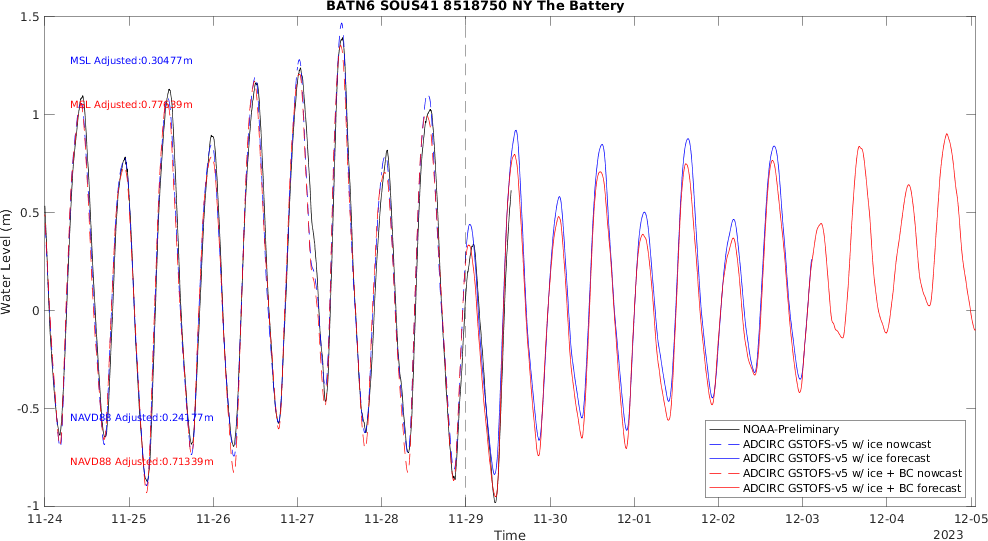 BATN6 SOUS41 8518750 NY The Battery
1.5
1
0.5
0
-0.5
-1
Water Level (m)
MSL Adjusted:0.30477m
MSL
NAVD88 Adjusted:0.24177m
NAVD88 Adjusted:0.71339m
NOAA-Preliminary
ADCIRC GSTOFS-v5 w/ ice nowcast
ADCIRC GSTOFS-v5 w/ ice forecast
ADCIRC GSTOFS-v5 w/ ice + BC nowcast
ADCIRC GSTOFS-v5 w/ ice + BC forecast
11-24 11-25 11-26 11-27 11-28 11-29 11-30 12-01 12-02 12-03 12-04 12-05
Time
2023